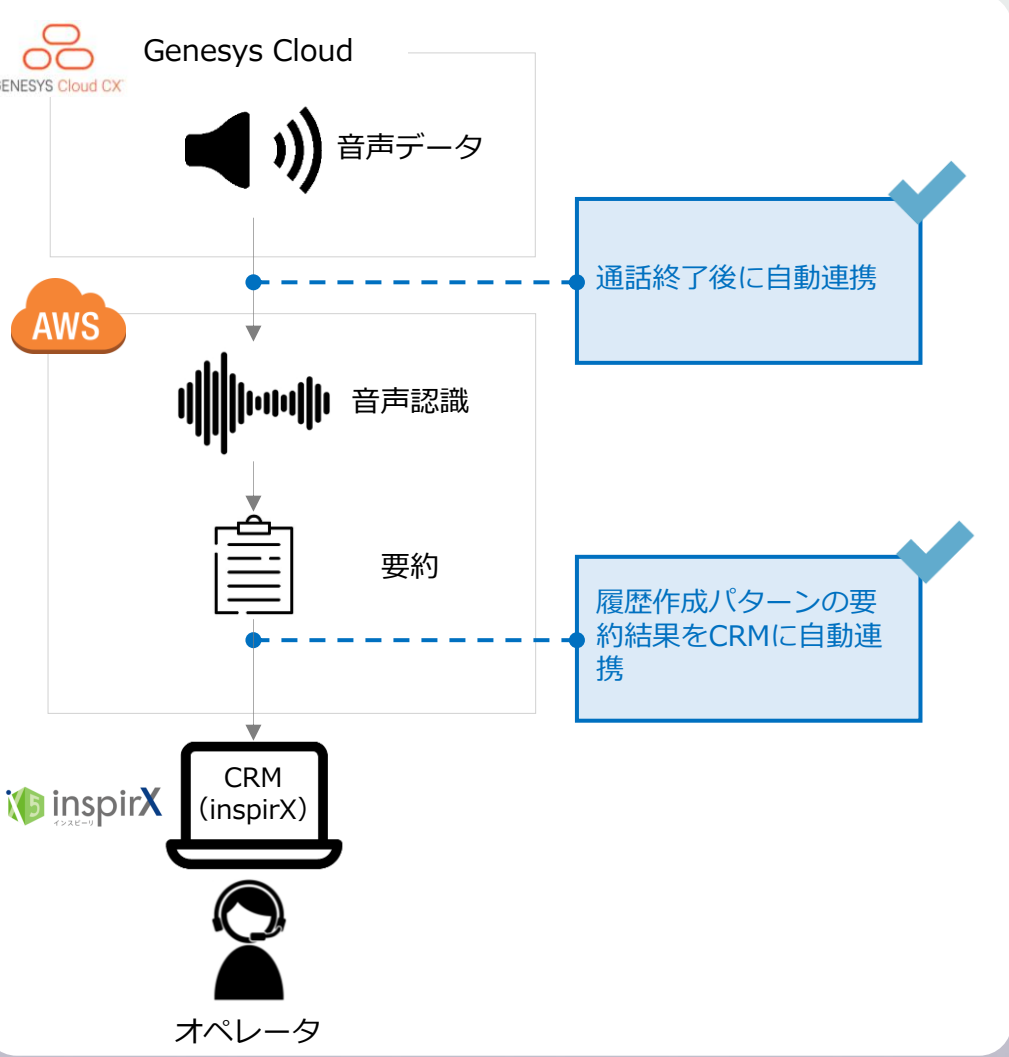 Genesys Cloud
GENESYS Cloud CX
音声データ
通話終了後に自動連携
AWS
音声認識
要約
履歴作成パターンの要
約結果をCRMに自動連
携
CRM
（inspirX）
5
inspirX
インスピーリ
オペレータ